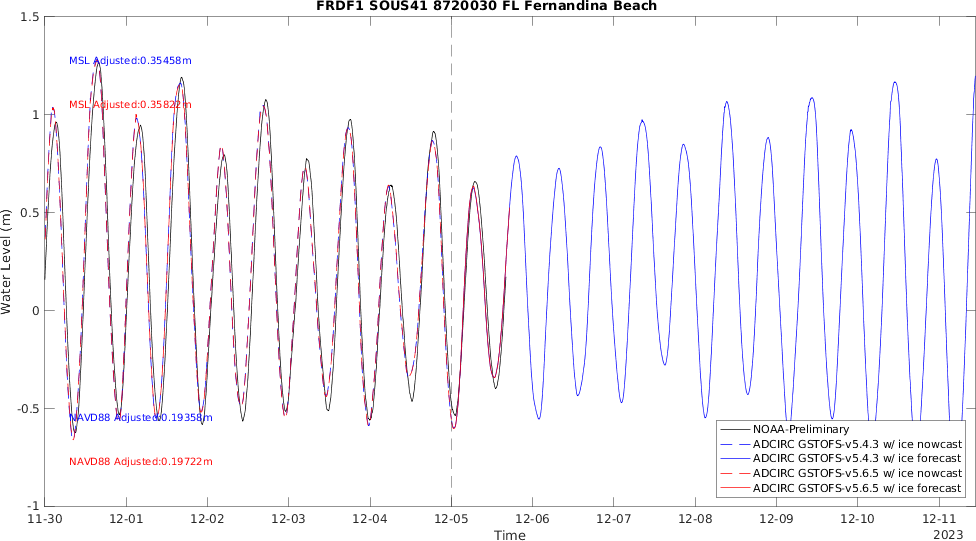 FRDF1 SOUS41 8720030 FL Fernandina Beach
1.5
MSL Adjusted:0.35458m
MSL Adjusted:0.35822m
1
0.5
Water Level (m)
0
-0.5
NAVD88 Adjusted:0.19358m
NAVD88 Adjusted:0.19722m
NOAA-Preliminary
ADCIRC GSTOFS-v5.4.3 w/ ice nowcast
ADCIRC GSTOFS-v5.4.3 w/ ice forecast
ADCIRC GSTOFS-v5.6.5 w/ ice nowcast
ADCIRC GSTOFS-v5.6.5 w/ ice forecast
-1
11-30 12-01 12-02 12-03 12-04 12-05 12-06 12-07 12-08 12-09 12-10 12-11
Time
2023